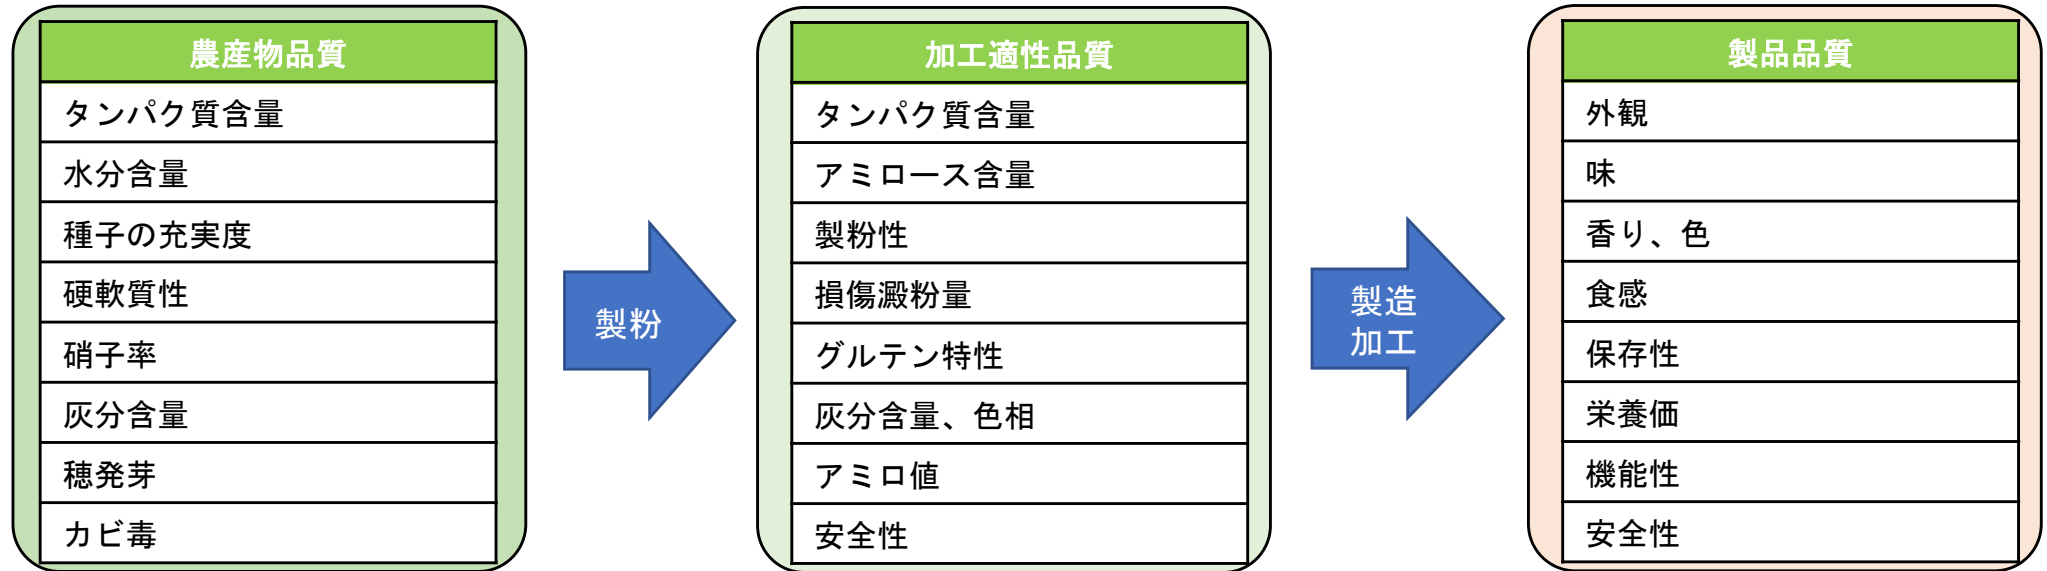 農産物品質
タンパク質含量
水分含量
種子の充実度
硬軟質性
硝子率
灰分含量
穂発芽
カビ毒
製粉
加工適性品質
タンパク質含量
アミロース含量
製粉性
損傷澱粉量
グルテン特性
灰分含量、色相
アミロ値
安全性
製造
加工
製品品質
外観
味
香り、色
食感
保存性
栄養価
機能性
安全性